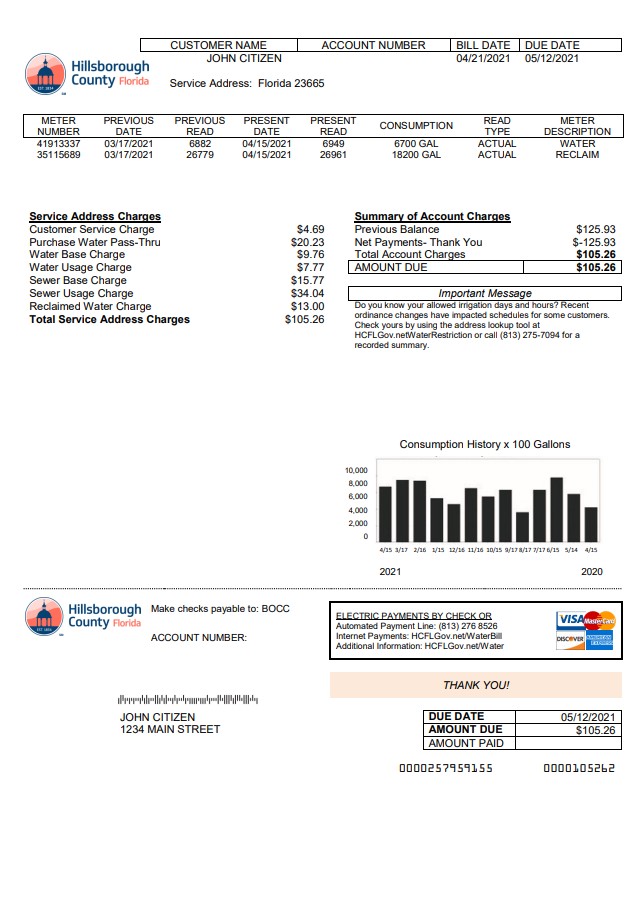 CUSTOMER NAME ACCOUNT NUMBER BILL DATE DUE DATE
JOHN CITIZEN 04/21/2021 05/12/2021
Hillsborough
County Florida
EST. 1834
SM
Service Address: Florida 23665
METER NUMBER PREVIOUS DATE PREVIOUS READ PRESENT DATE PRESENT READ CONSUMPTION READ TYPE METER DESCRIPTION
41913337 03/17/2021 6882 04/15/2021 6949 6700 GAL ACTUAL WATER
35115689 03/17/2021 26779 04/15/2021 26961 18200 GAL ACTUAL RECLAIM
Service Address Charges
Customer Service Charge $4.69
Purchase Water Pass-Thru $20.23
Water Base Charge $9.76
Water Usage Charge $7.77
Sewer Base Charge $15.77
Sewer Usage Charge $34.04
Reclaimed Water Charge $13.00
Total Service Address Charges $105.26
Summary of Account Charges
Previous Balance $125.93
Net Payments- Thank You $-125.93
Total Account Charges $105.26
AMOUNT DUE $105.26
Important Message
Do you know your allowed irrigation days and hours? Recent
ordinance changes have impacted schedules for some customers.
Check yours by using the address lookup tool at
HCFLGov.netWaterRestriction or call (813) 275-7094 for a
recorded summary.
Consumption History x 100 Gallons
10,000
8,000
6,000
4,000
2,000
0
4/15 3/17 2/16 1/15 12/16 11/16 10/15 9/17 8/17 7/17 6/15 5/14 4/15
2021 2020
Hillsborough
County Florida
EST. 1834
SM
Make checks payable to: BOCC
ACCOUNT NUMBER:
ELECTRIC PAYMENTS BY CHECK OR
Automated Payment Line: (813) 276 8526
Internet Payments: HCFLGov.net/WaterBill
Additional Information: HCFLGov.net/Water
VISA MasterCard
DISCOVER AMERICAN EXPRESS
THANK YOU!
JOHN CITIZEN
1234 MAIN STREET
DUE DATE 05/12/2021
AMOUNT DUE $105.26
AMOUNT PAID
0000257959155 0000105262